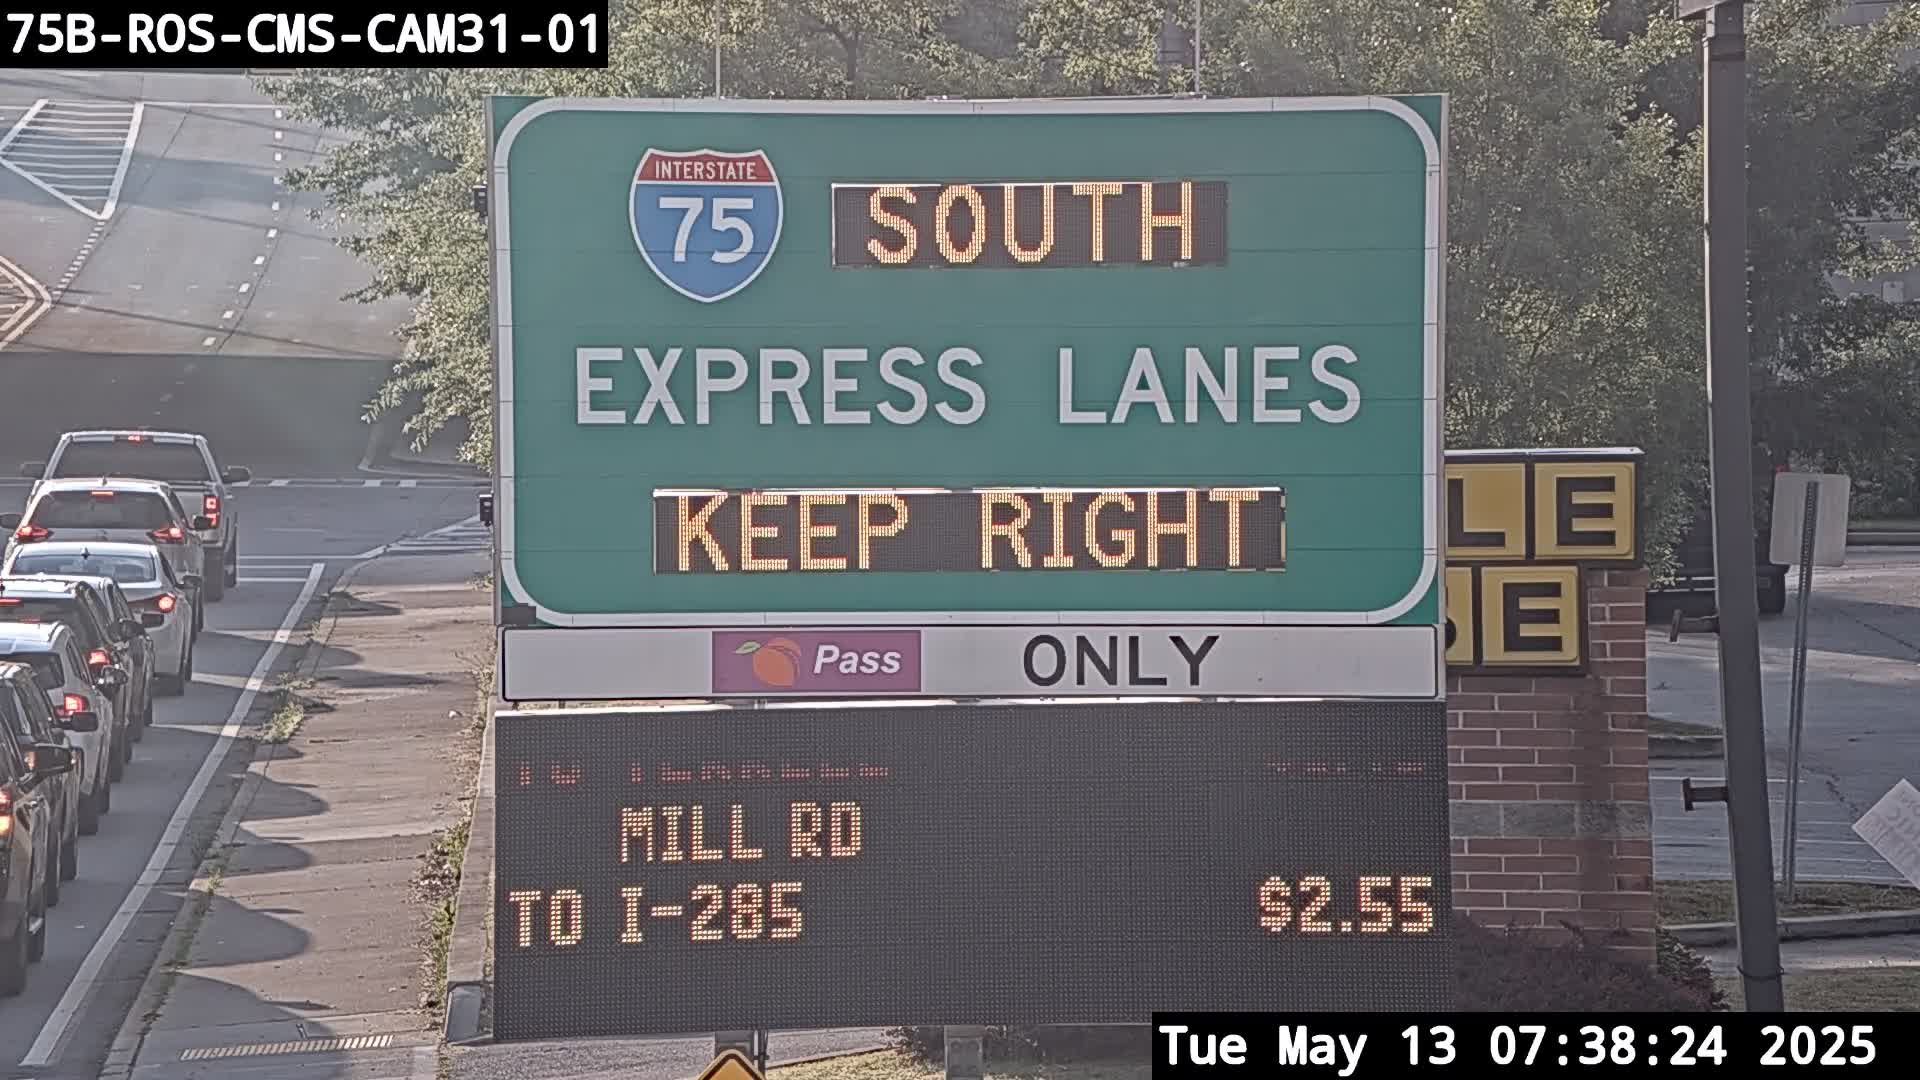 75B-ROS-CMS-CAM31-01
INTERSTATE
75
SOUTH
EXPRESS LANES
KEEP RIGHT
LE
E
Pass ONLY
MILL RD
TO I-285 $2.55
Tue May 13 07:38:24 2025